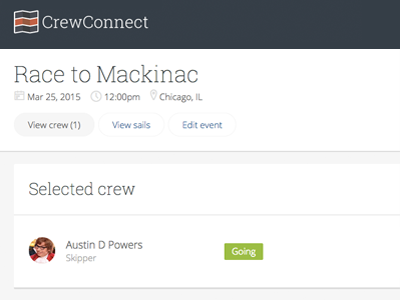 CrewConnect
Race to Mackinac
Mar 25, 2015 12:00pm Chicago, IL
View crew (1) View sails Edit event
Selected crew
Austin D Powers
Skipper
Going